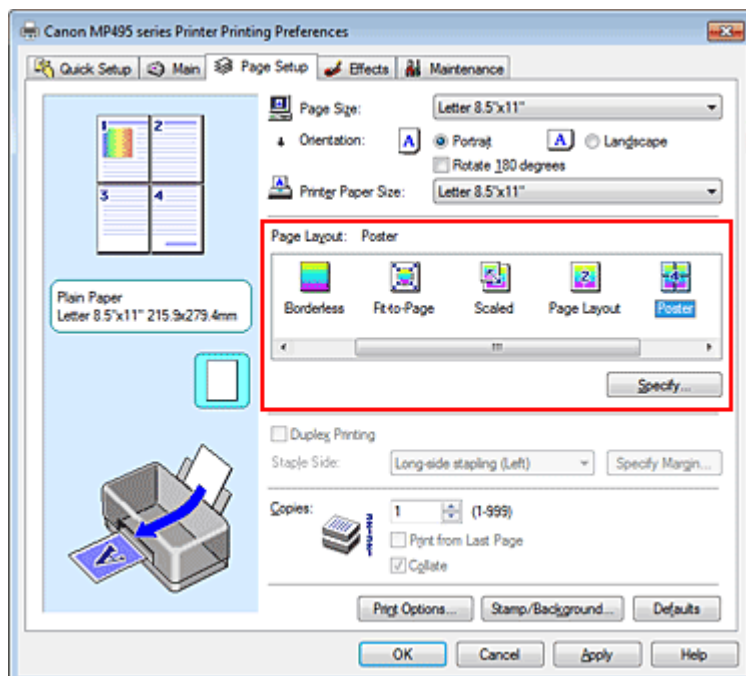 Canon MP495 series Printer Printing Preferences
Quick Setup Main Page Setup Effects Maintenance
1 2
3 4
Plain Paper
Letter 8.5"x11" 215.9x279.4mm
Page Size: Letter 8.5"x11"
Orientation: A Portrait A Landscape
Rotate 180 degrees
Printer Paper Size: Letter 8.5"x11"
Page Layout: Poster
Borderless Fit-to-Page Scaled Page Layout Poster
Specify...
Duplex Printing
Staple Side: Long-side stapling (Left) Specify Margin...
Copies: 1 (1-999)
Print from Last Page
Collate
Print Options... Stamp/Background... Defaults
OK Cancel Apply Help